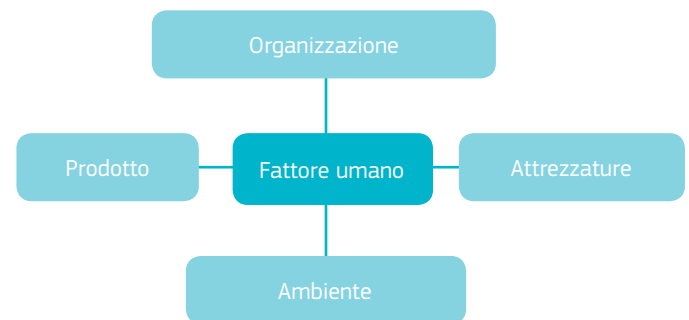 Organizzazione
Prodotto
Fattore umano
Attrezzature
Ambiente